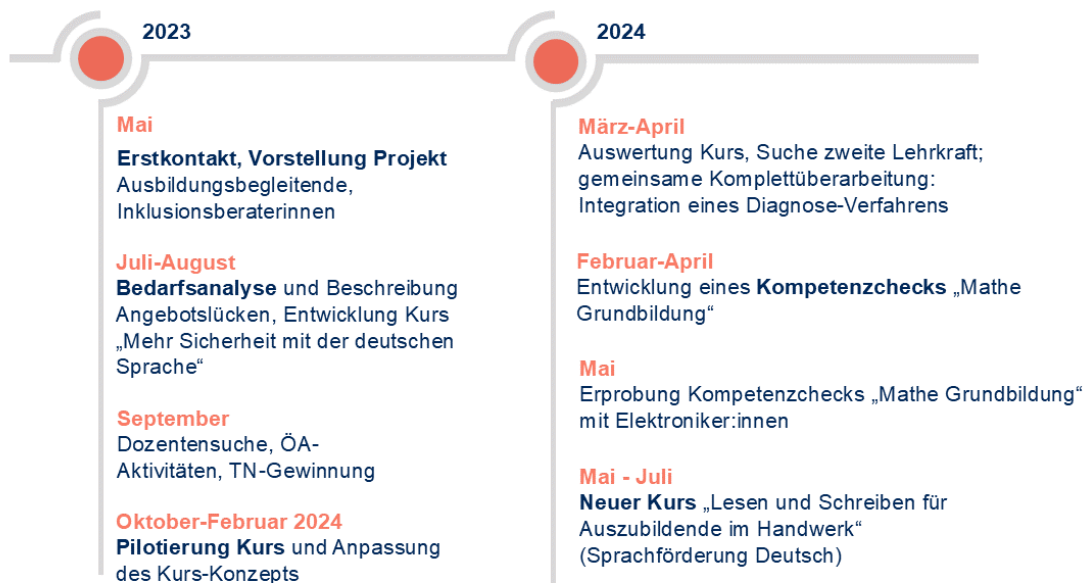 2023
Mai
Erstkontakt, Vorstellung Projekt
Ausbildungsbegleitende,
Inklusionsberaterinnen
Juli-August
Bedarfsanalyse und Beschreibung
Angebotslücken, Entwicklung Kurs
„Mehr Sicherheit mit der deutschen
Sprache“
September
Dozentensuche, ÖA-
Aktivitäten, TN-Gewinnung
Oktober-Februar 2024
Pilotierung Kurs und Anpassung
des Kurs-Konzepts
2024
März-April
Auswertung Kurs, Suche zweite Lehrkraft;
gemeinsame Komplettüberarbeitung:
Integration eines Diagnose-Verfahrens
Februar-April
Entwicklung eines Kompetenzchecks „Mathe
Grundbildung“
Mai
Erprobung Kompetenzchecks „Mathe Grundbildung“
mit Elektroniker:innen
Mai - Juli
Neuer Kurs „Lesen und Schreiben für
Auszubildende im Handwerk“
(Sprachförderung Deutsch)